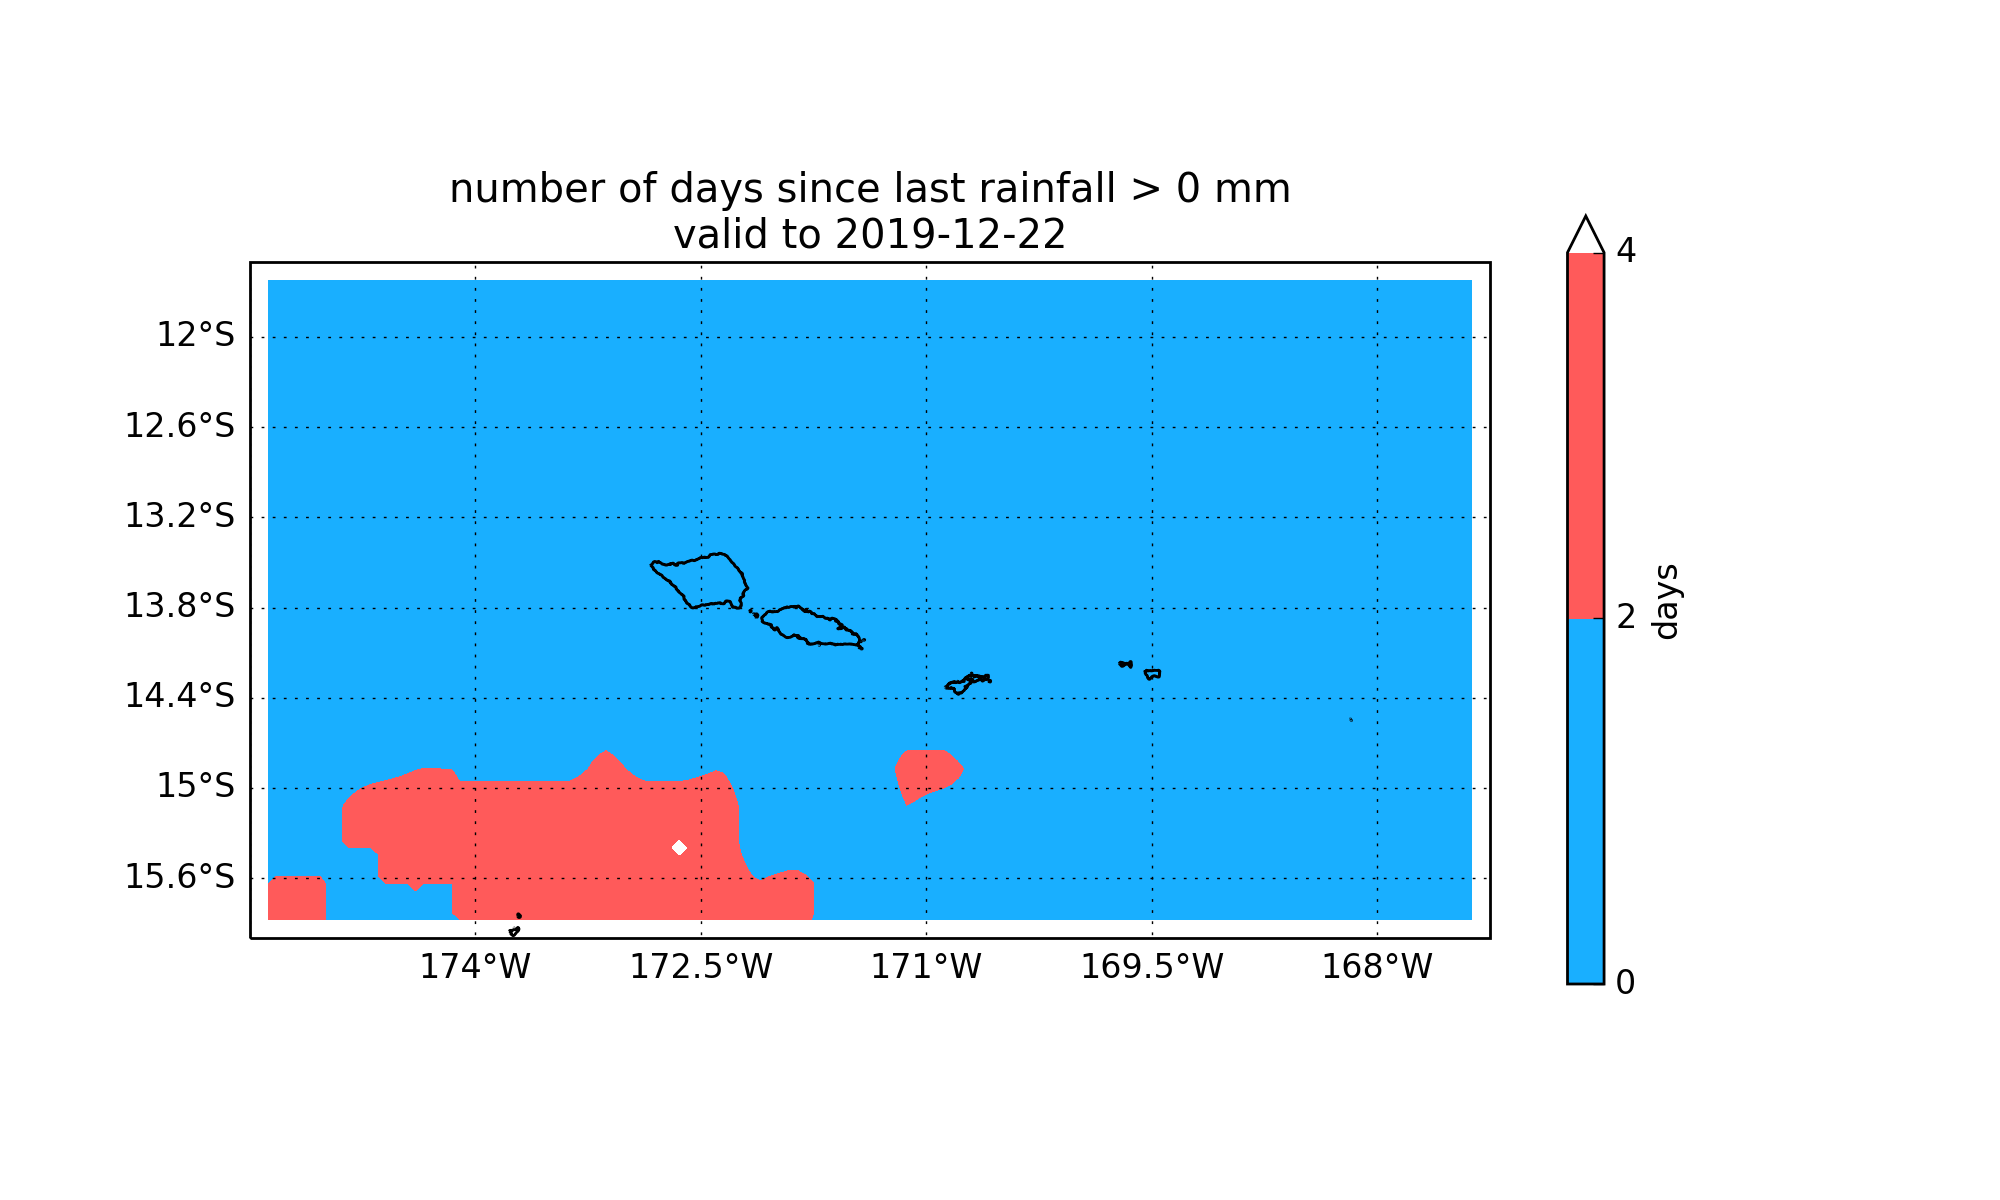 number of days since last rainfall > 0 mm
valid to 2019-12-22
12°S
12.6°S
13.2°S
13.8°S
14.4°S
15°S
15.6°S
174°W 172.5°W 171°W 169.5°W 168°W
4
2
0
days